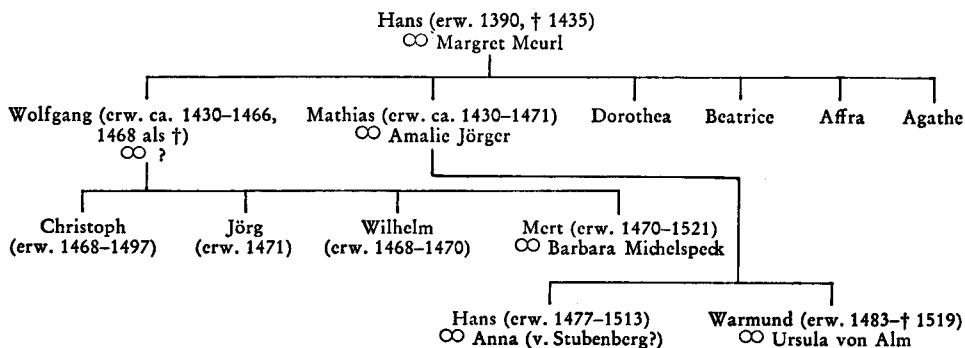 Hans (erw. 1390, † 1435)
∞ Margret Meurl
Wolfgang (erw. ca. 1430–1466,
1468 als †)
∞ ?
Mathias (erw. ca. 1430–1471)
∞ Amalie Jörger
Dorothea
Beatrice
Affra
Agathe
Christoph
(erw. 1468–1497)
Jörg
(erw. 1471)
Wilhelm
(erw. 1468–1470)
Mert (erw. 1470–1521)
∞ Barbara Michelspeck
Hans (erw. 1477–1513)
∞ Anna (v. Stubenberg?)
Warmund (erw. 1483–† 1519)
∞ Ursula von Alm